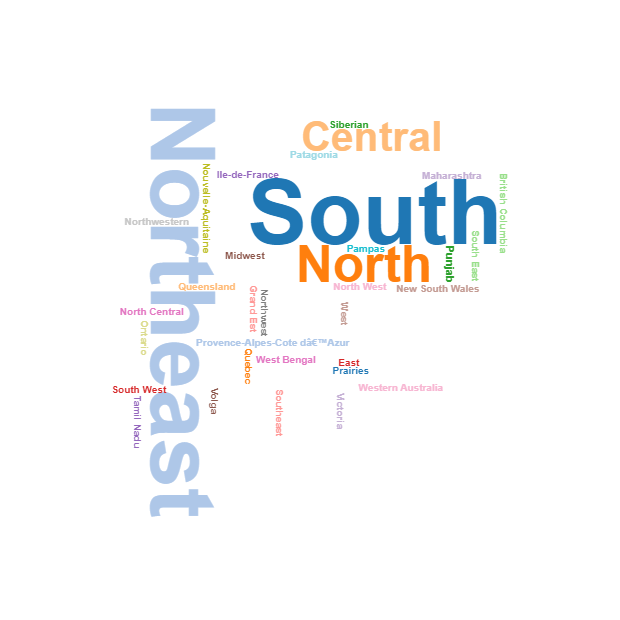 Northeast
Siberian
Central
Patagonia
Nouvelle-Aquitaine
Ile-de-France
Maharashtra
British Columbia
South
Northwestern
South East
Pampas
Punjab
Midwest
North
Queensland
Grand Est
Northwest
North West
New South Wales
West
North Central
Ontario
Provence-Alpes-Cote dâ€™Azur
Quebec
West Bengal
East
Prairies
South West
Tamil Nadu
Volga
Southeast
Victoria
Western Australia